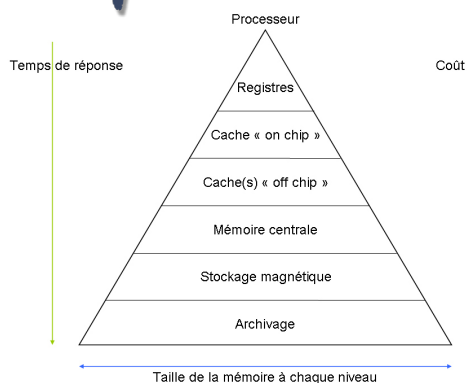 Processeur
Temps de réponse
Coût
Registres
Cache « on chip »
Cache(s) « off chip »
Mémoire centrale
Stockage magnétique
Archivage
Taille de la mémoire à chaque niveau